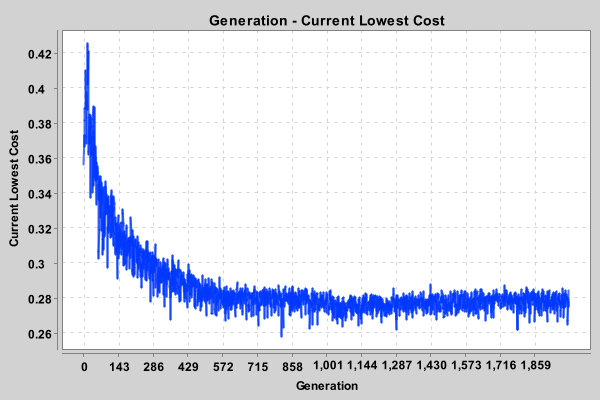 Generation - Current Lowest Cost
Current Lowest Cost
0.42
0.4
0.38
0.36
0.34
0.32
0.3
0.28
0.26
0 143 286 429 572 715 858 1,001 1,144 1,287 1,430 1,573 1,716 1,859
Generation